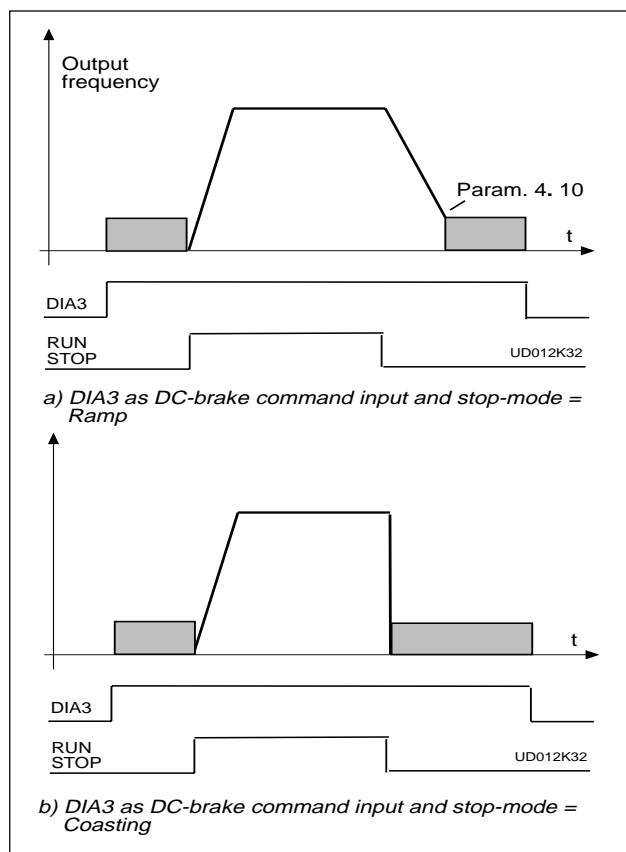 Output
frequency
Param. 4. 10
t
DIA3
RUN
STOP
UD012K32
a) DIA3 as DC-brake command input and stop-mode =
Ramp
t
DIA3
RUN
STOP
UD012K32
b) DIA3 as DC-brake command input and stop-mode =
Coasting